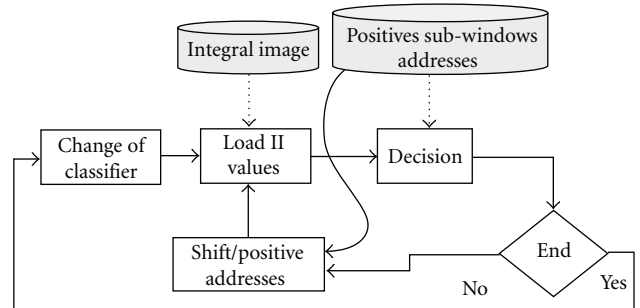 Integral image
Positives sub-windows
addresses
Change of
classifier
Load II
values
Decision
Shift/positive
addresses
End
No
Yes